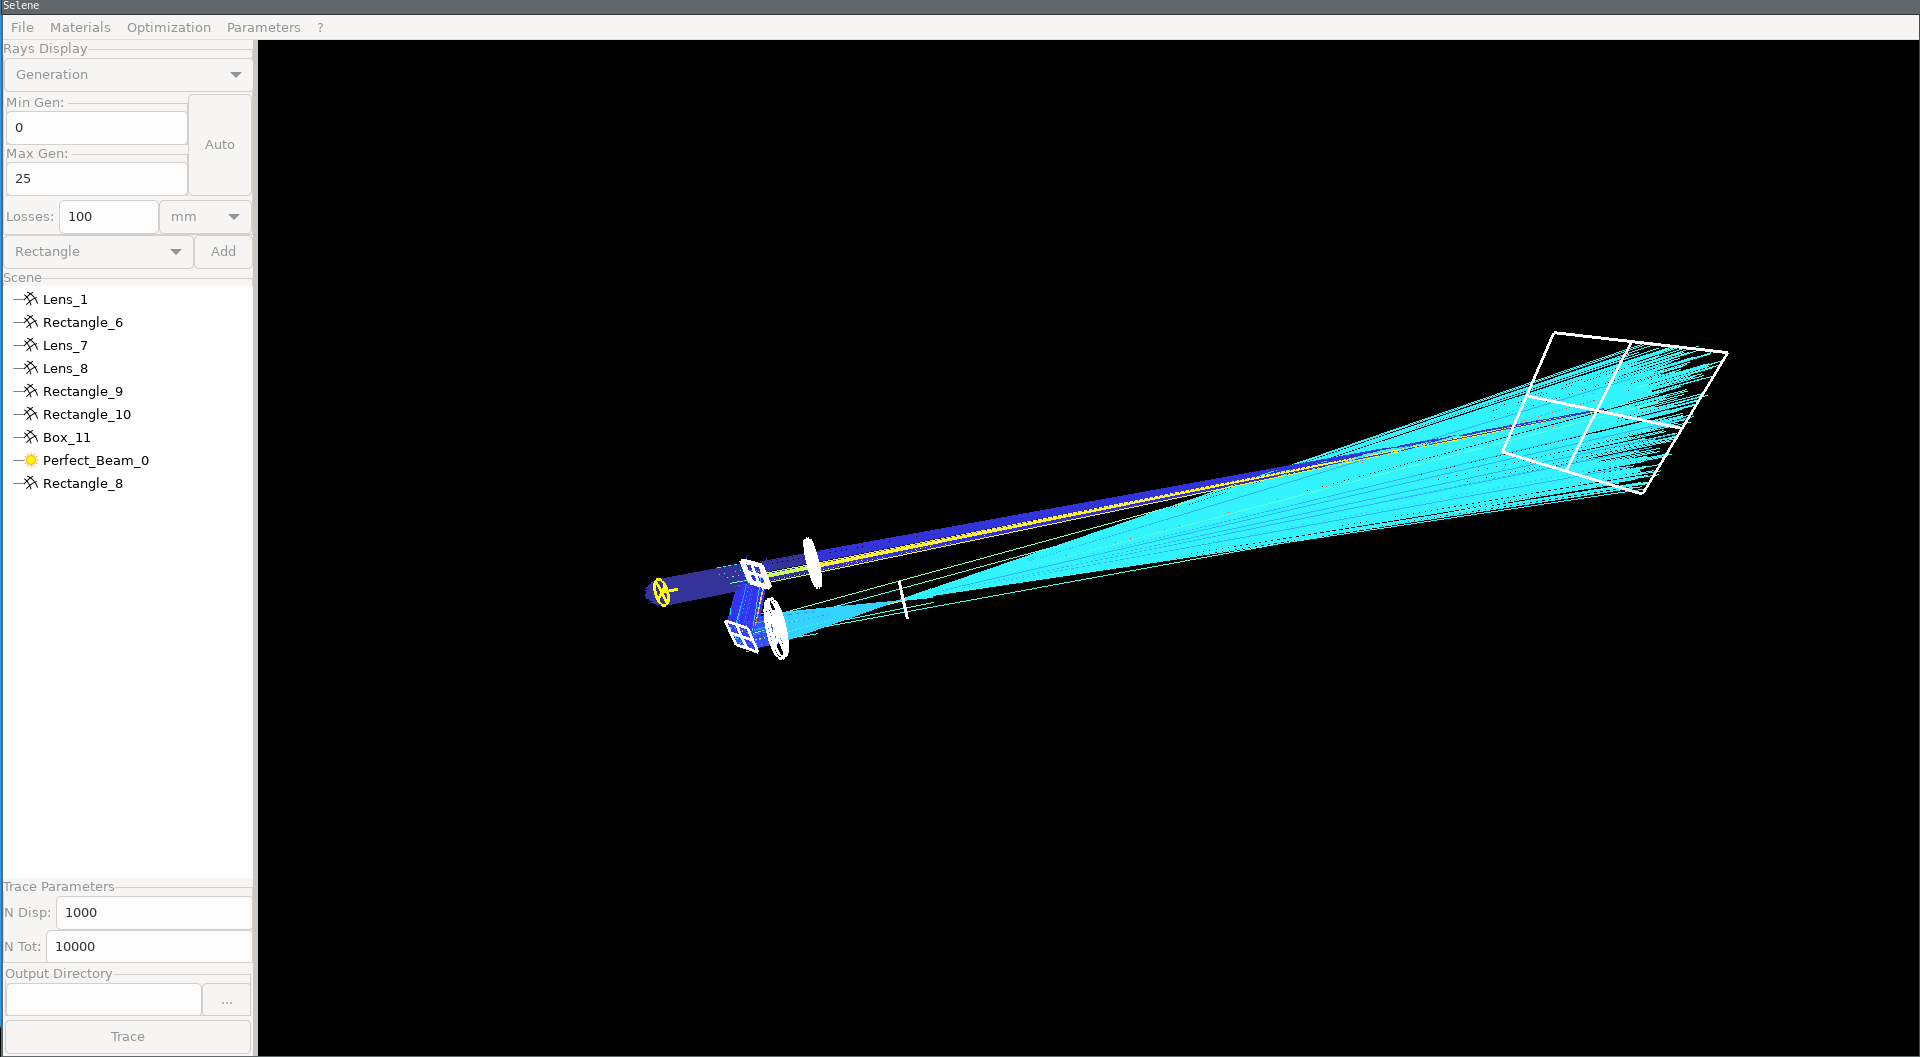 Selene
File Materials Optimization Parameters ?
Rays Display
Generation
Min Gen:
0
Auto
Max Gen:
25
Losses: 100 mm
Rectangle Add
Scene
Lens_1
Rectangle_6
Lens_7
Lens_8
Rectangle_9
Rectangle_10
Box_11
Perfect_Beam_0
Rectangle_8
Trace Parameters
N Disp: 1000
N Tot: 10000
Output Directory
...
Trace